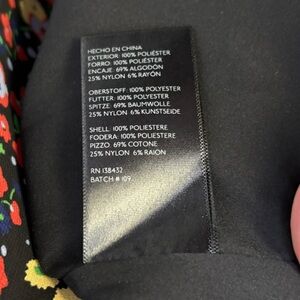 HECHO EN CHINA
EXTERIOR: 100% POLIÉSTER
FORRO: 100% POLIÉSTER
ENCAJE: 69% ALGODÓN
25% NYLON 6% RAYÓN
OBERSTOFF: 100% POLYESTER
FUTTER: 100% POLYESTER
SPITZE: 69% BAUMWOLLE
25% NYLON 6% KUNSTSEIDE
SHELL: 100% POLIESTERE
FODERA: 100% POLIESTERE
PIZZO: 69% COTONE
25% NYLON 6% RAION
RN 138432
BATCH # 109